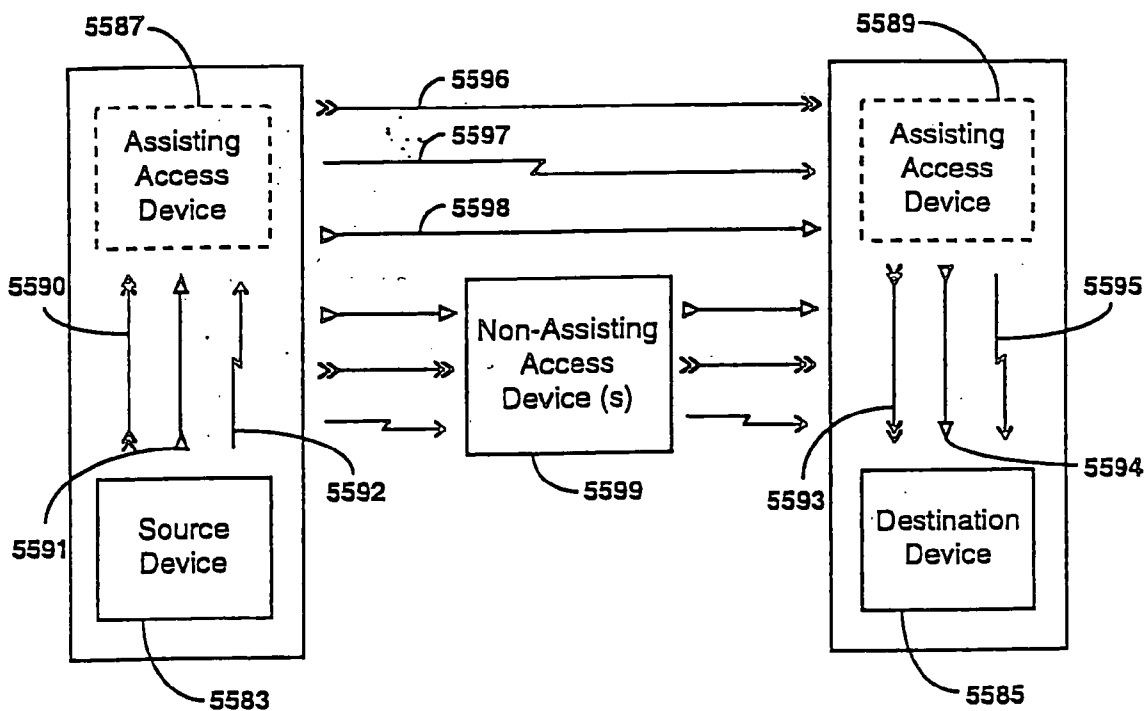 5587
5589
5596
Assisting
Access
Device
5597
Assisting
Access
Device
5598
5590
5595
Non-Assisting
Access
Device (s)
5592
5599
5593
5594
5591
Source
Device
Destination
Device
5583
5585